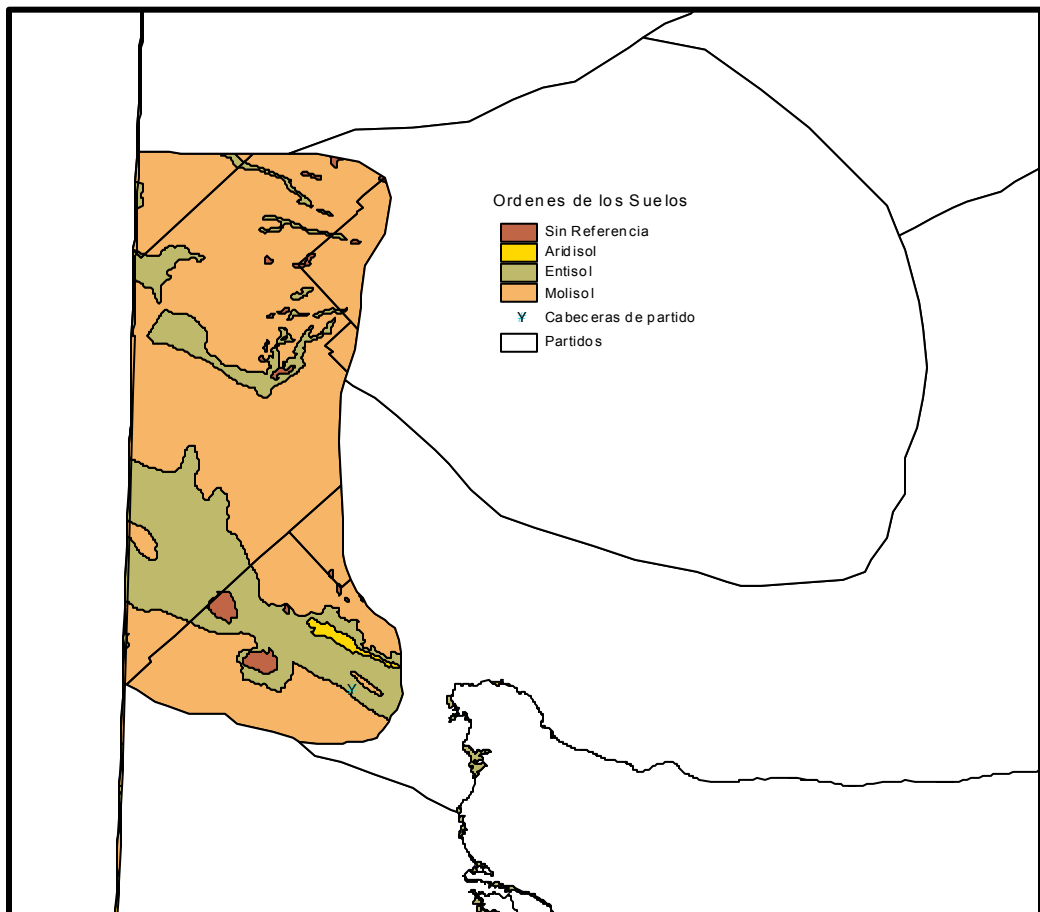 Ordenes de los Suelos
Sin Referencia
Aridisol
Entisol
Molisol
Cabeceras de partido
Partidos